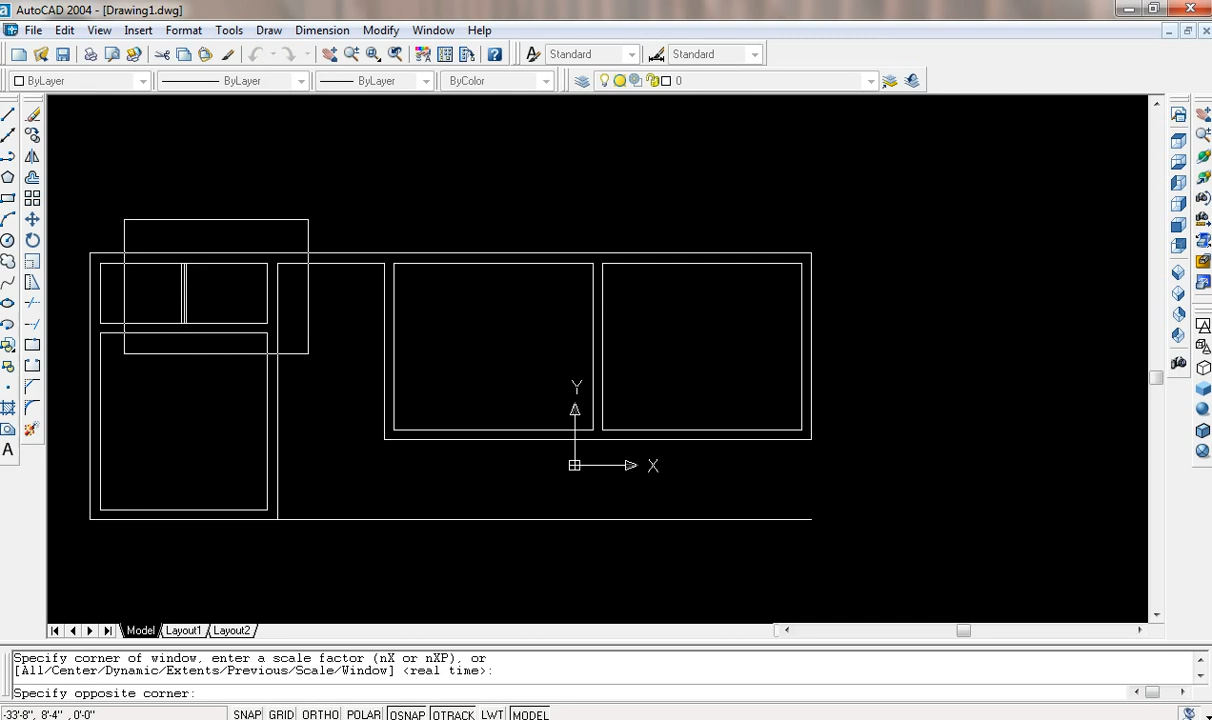 AutoCAD 2004 - [Drawing1.dwg]
File Edit View Insert Format Tools Draw Dimension Modify Window Help
Standard Standard
ByLayer ByLayer ByLayer ByColor 0
Y
X
A
Model Layout1 Layout2
Specify corner of window, enter a scale factor (nX or nXP), or
[All/Center/Dynamic/Extents/Previous/Scale/Window] <real time>:
Specify opposite corner:
-33'-8", 8'-4" ,0'-0" SNAP GRID ORTHO POLAR OSNAP OTRACK LWT MODEL